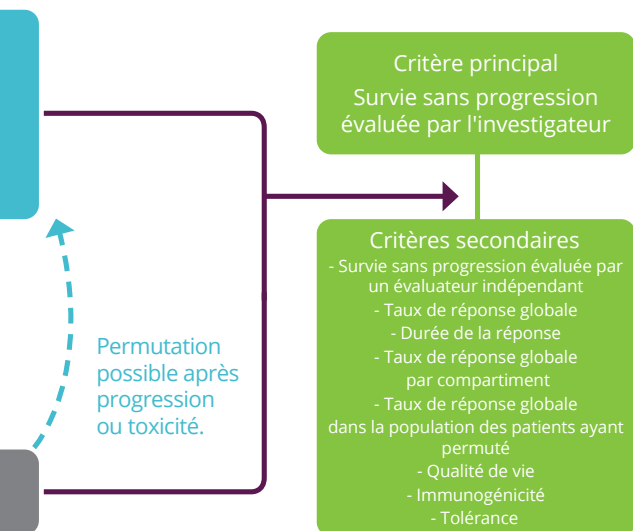 Critère principal
Survie sans progression
évaluée par l'investigateur
Permutation
possible après
progression
ou toxicité.
Critères secondaires
- Survie sans progression évaluée par
un évaluateur indépendant
- Taux de réponse globale
- Durée de la réponse
- Taux de réponse globale
par compartiment
- Taux de réponse globale
dans la population des patients ayant
permuté
- Qualité de vie
- Immunogénicité
- Tolérance